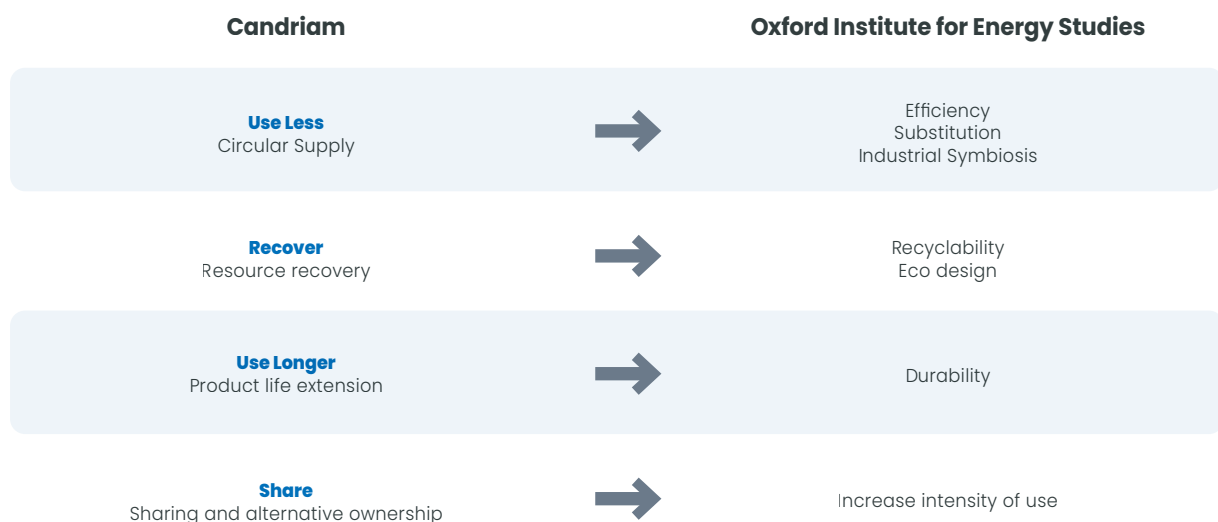 Candriam
Oxford Institute for Energy Studies
Use Less
Circular Supply
Efficiency
Substitution
Industrial Symbiosis
Recover
Resource recovery
Recyclability
Eco design
Use Longer
Product life extension
Durability
Share
Sharing and alternative ownership
Increase intensity of use